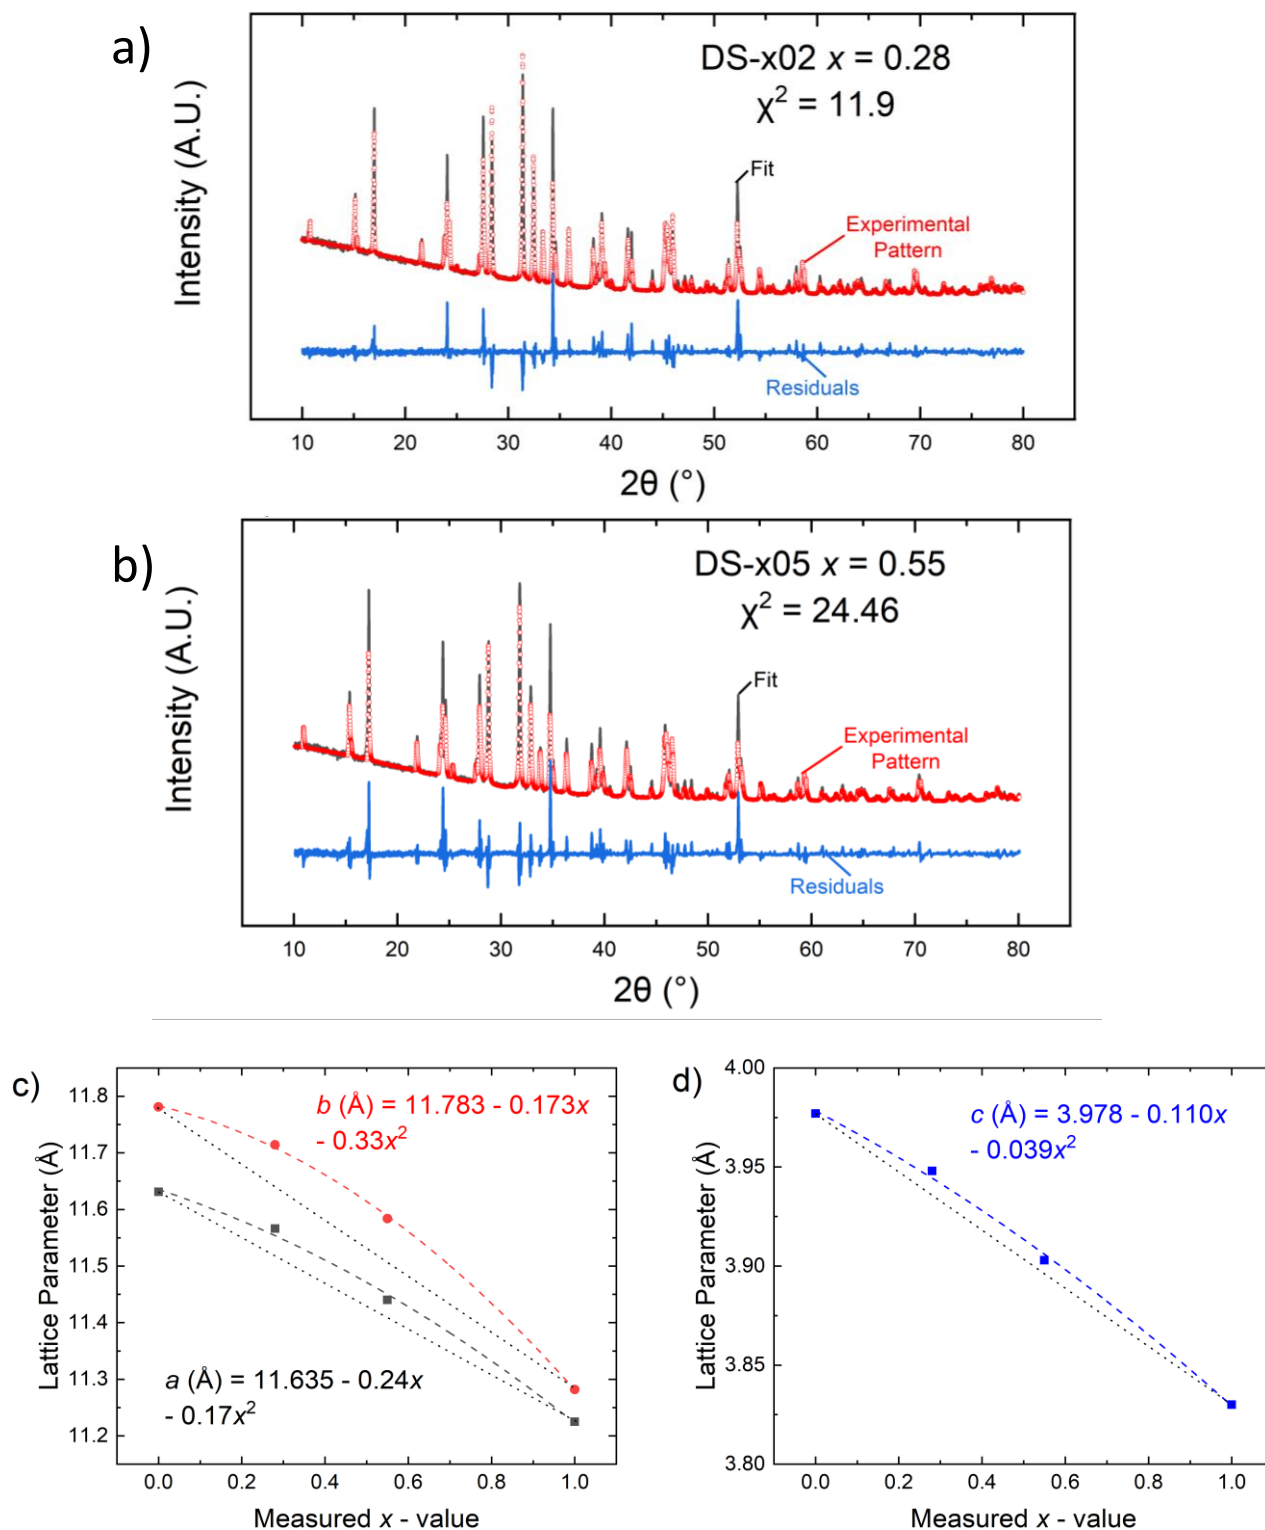 a)
DS-x02 x = 0.28
χ² = 11.9
Fit
Experimental
Pattern
Residuals
Intensity (A.U.)
10 20 30 40 50 60 70 80
2θ (°)
b)
DS-x05 x = 0.55
χ² = 24.46
Fit
Experimental
Pattern
Residuals
Intensity (A.U.)
10 20 30 40 50 60 70 80
2θ (°)
c)
b (Å) = 11.783 - 0.173x
- 0.33x²
a (Å) = 11.635 - 0.24x
- 0.17x²
Lattice Parameter (Å)
11.8
11.7
11.6
11.5
11.4
11.3
11.2
0.0 0.2 0.4 0.6 0.8 1.0
Measured x - value
d)
c (Å) = 3.978 - 0.110x
- 0.039x²
Lattice Parameter (Å)
4.00
3.95
3.90
3.85
3.80
0.0 0.2 0.4 0.6 0.8 1.0
Measured x - value